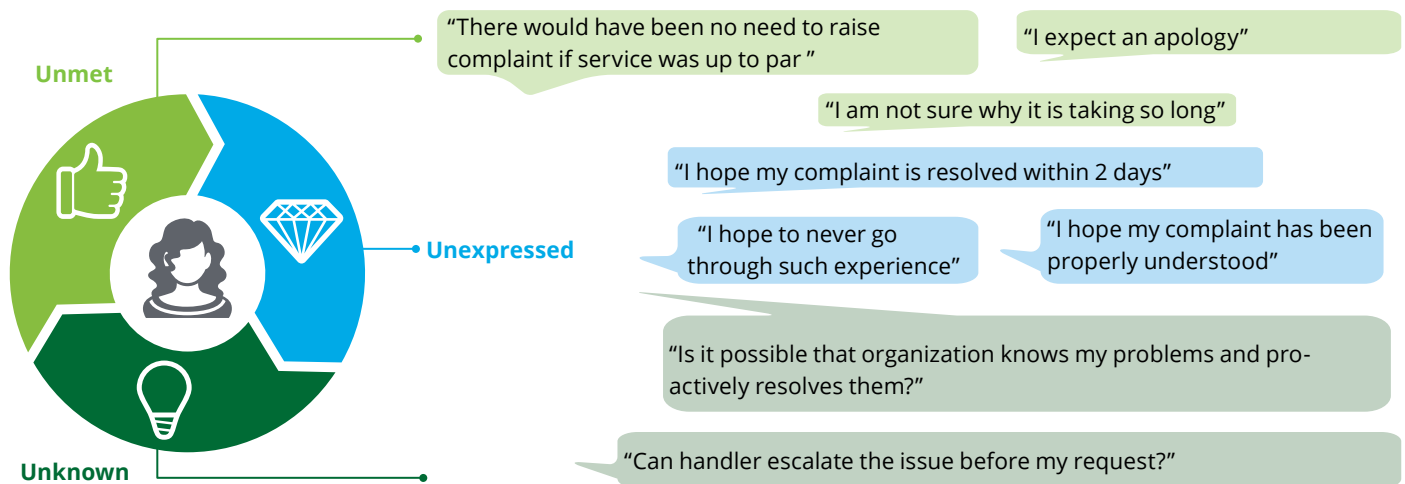 Unmet
“There would have been no need to raise
complaint if service was up to par ”
“I expect an apology”
“I am not sure why it is taking so long”
Unexpressed
“I hope my complaint is resolved within 2 days”
“I hope to never go
through such experience”
“I hope my complaint has been
properly understood”
Unknown
“Is it possible that organization knows my problems and pro-
actively resolves them?”
“Can handler escalate the issue before my request?”